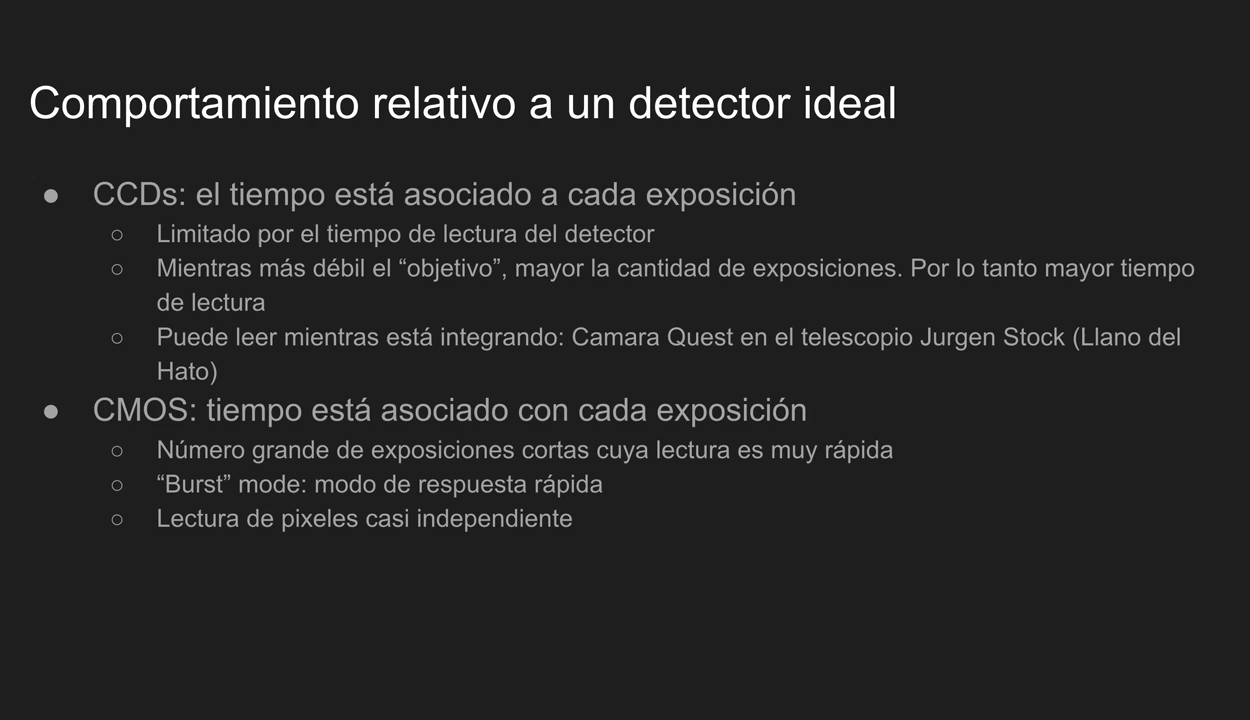 Comportamiento relativo a un detector ideal
● CCDs: el tiempo está asociado a cada exposición
○ Limitado por el tiempo de lectura del detector
○ Mientras más débil el “objetivo”, mayor la cantidad de exposiciones. Por lo tanto mayor tiempo
de lectura
○ Puede leer mientras está integrando: Camara Quest en el telescopio Jurgen Stock (Llano del
Hato)
● CMOS: tiempo está asociado con cada exposición
○ Número grande de exposiciones cortas cuya lectura es muy rápida
○ “Burst” mode: modo de respuesta rápida
○ Lectura de pixeles casi independiente